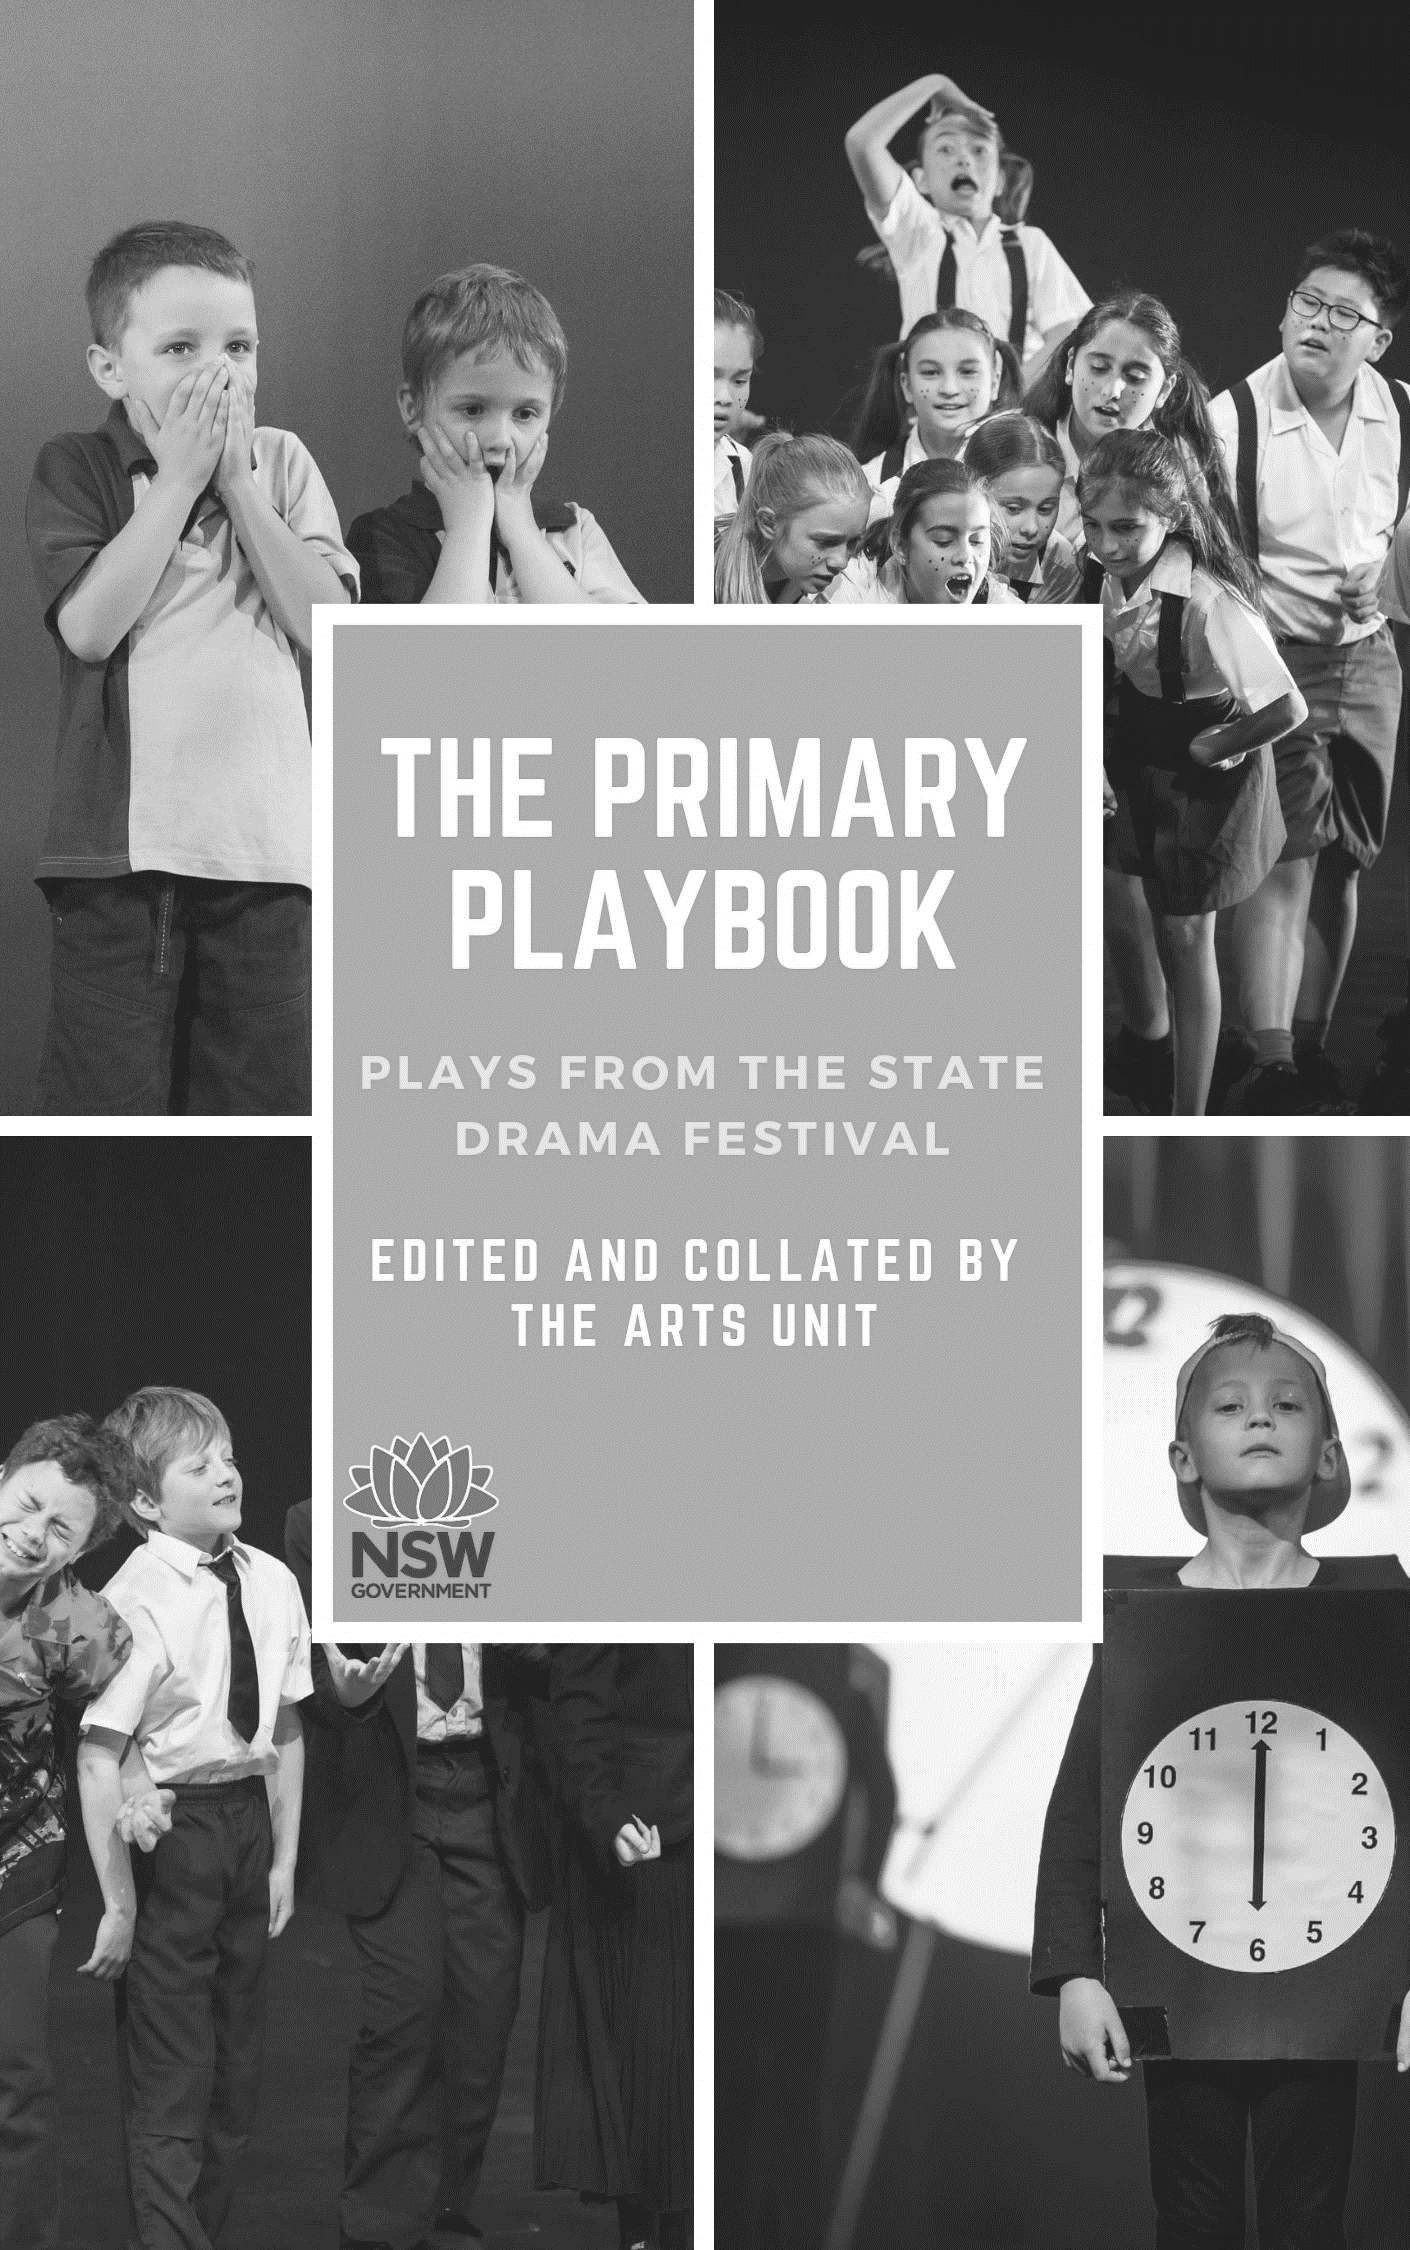 THE PRIMARY
PLAYBOOK
PLAYS FROM THE STATE
DRAMA FESTIVAL
EDITED AND COLLATED BY
THE ARTS UNIT
NSW
GOVERNMENT
12
11
1
10
2
9
3
8
4
7
5
6